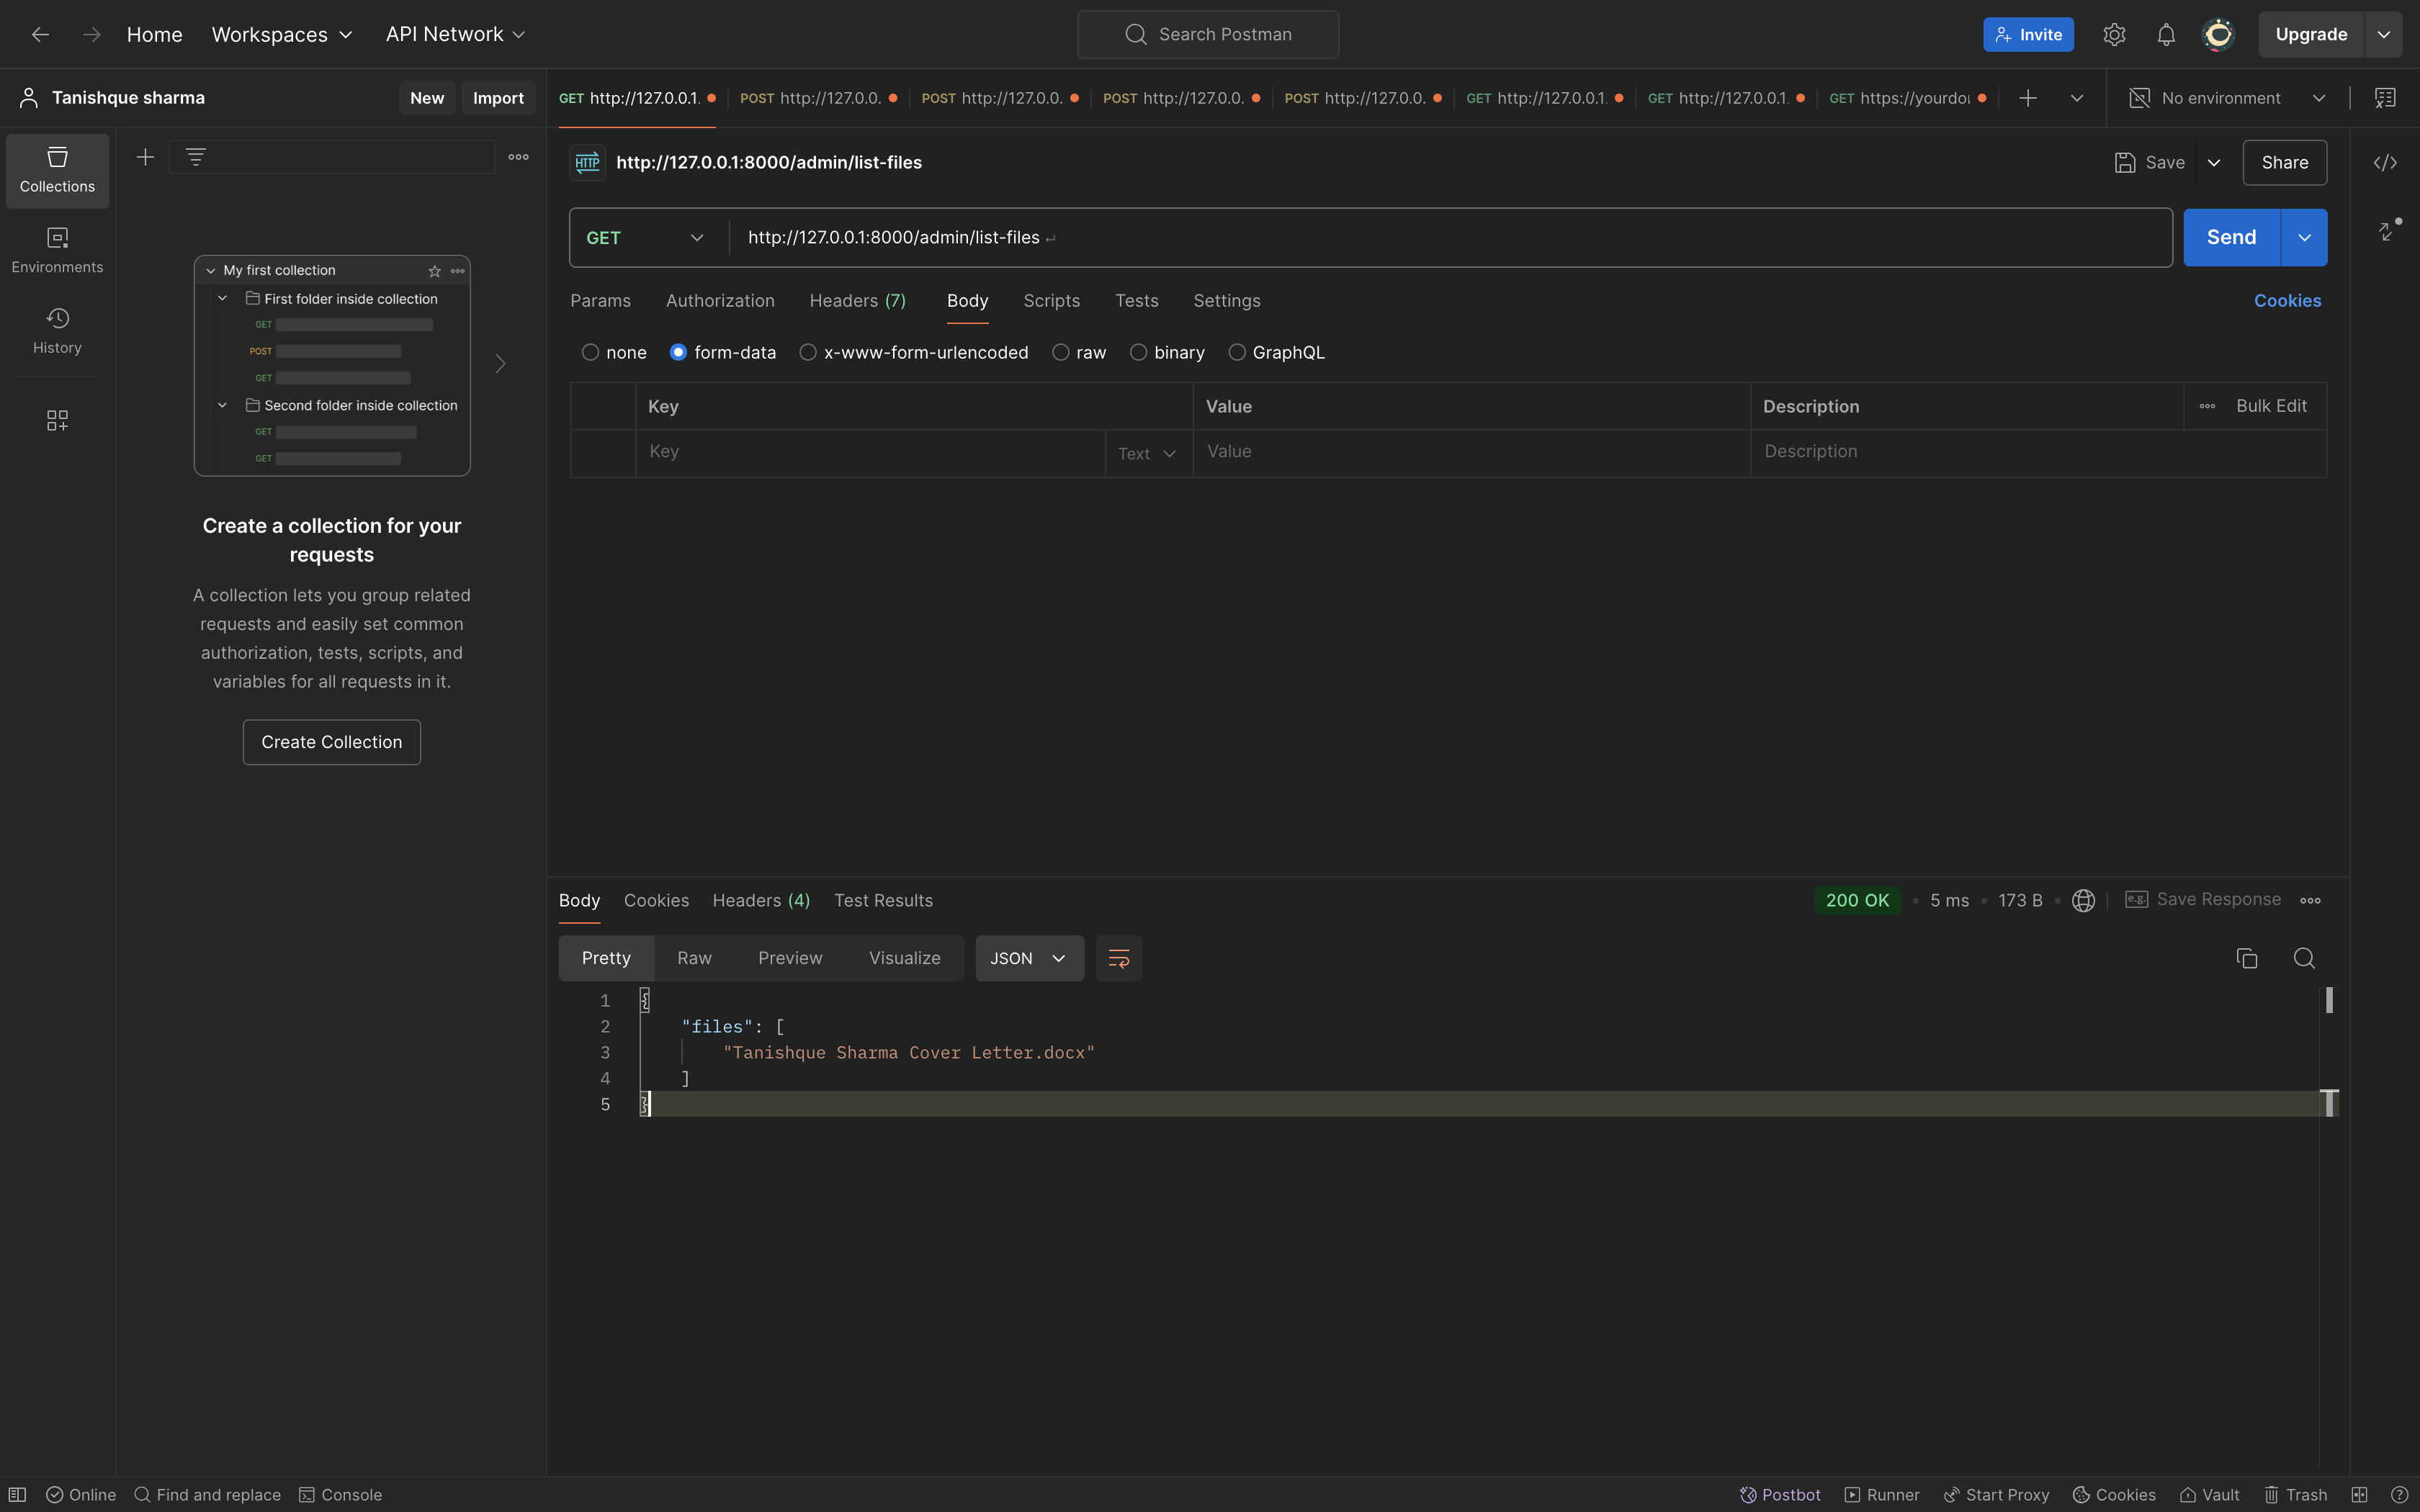 Home Workspaces API Network
Search Postman
Invite
Upgrade
Tanishque sharma
New
Import
GET http://127.0.0.1.
POST http://127.0.0.
POST http://127.0.0.
POST http://127.0.0.
POST http://127.0.0.
GET http://127.0.0.1.
GET http://127.0.0.1.
GET https://yourdo
No environment
Collections
Environments
History
My first collection
First folder inside collection
GET
POST
GET
Second folder inside collection
GET
GET
Create a collection for your
requests
A collection lets you group related
requests and easily set common
authorization, tests, scripts, and
variables for all requests in it.
Create Collection
HTTP http://127.0.0.1:8000/admin/list-files
Save
Share
GET http://127.0.0.1:8000/admin/list-files
Send
Params Authorization Headers (7) Body Scripts Tests Settings
Cookies
none form-data x-www-form-urlencoded raw binary GraphQL
Key Value Description Bulk Edit
Key Text Value Description
Body Cookies Headers (4) Test Results
200 OK • 5 ms • 173 B •
e.g. Save Response
Pretty Raw Preview Visualize JSON
1 {
2 "files": [
3 "Tanishque Sharma Cover Letter.docx"
4 ]
5 }
Online Find and replace Console
Postbot Runner Start Proxy Cookies Vault Trash